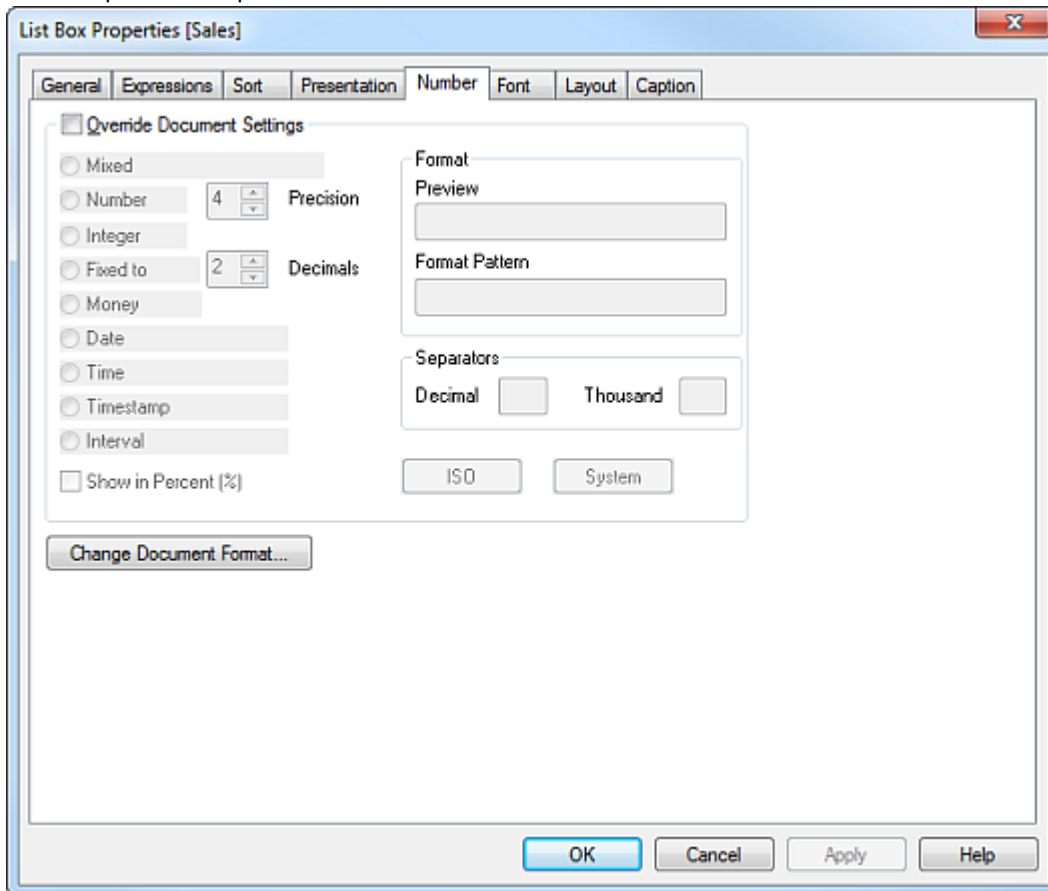 List Box Properties [Sales]
General Expressions Sort Presentation Number Font Layout Caption
Override Document Settings
Mixed
Number 4 Precision
Integer
Fixed to 2 Decimals
Money
Date
Time
Timestamp
Interval
Show in Percent (%)
Format
Preview
Format Pattern
Separators
Decimal Thousand
ISO System
Change Document Format...
OK Cancel Apply Help